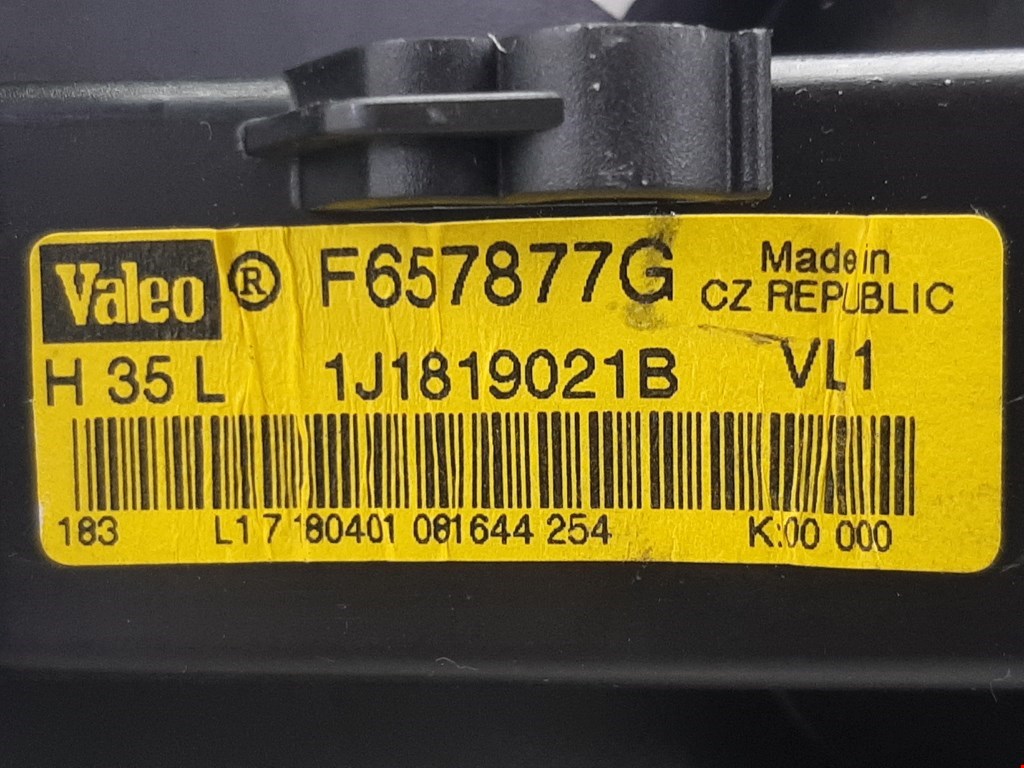 Valeo ® F657877G Made in
CZ REPUBLIC
H 35 L 1J1819021B VL1
183 L1 7 180401 081644 254 K:00 000